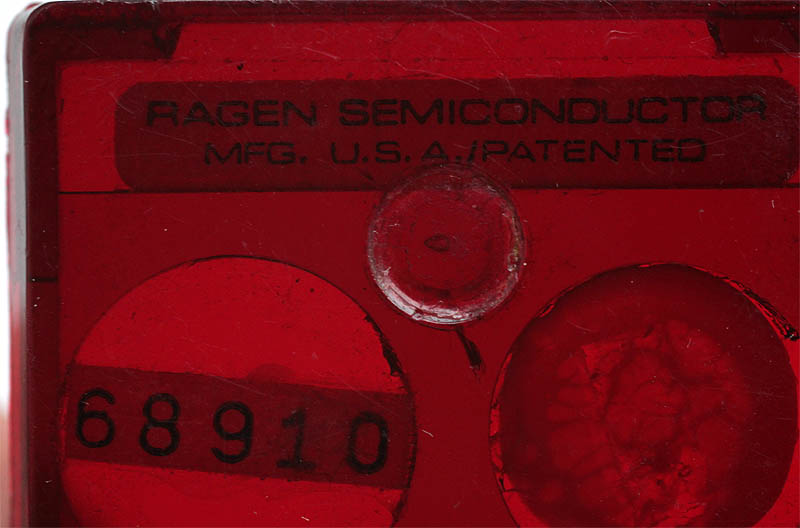 RAGEN SEMICONDUCTOR
MFG. U.S.A./PATENTED
68910